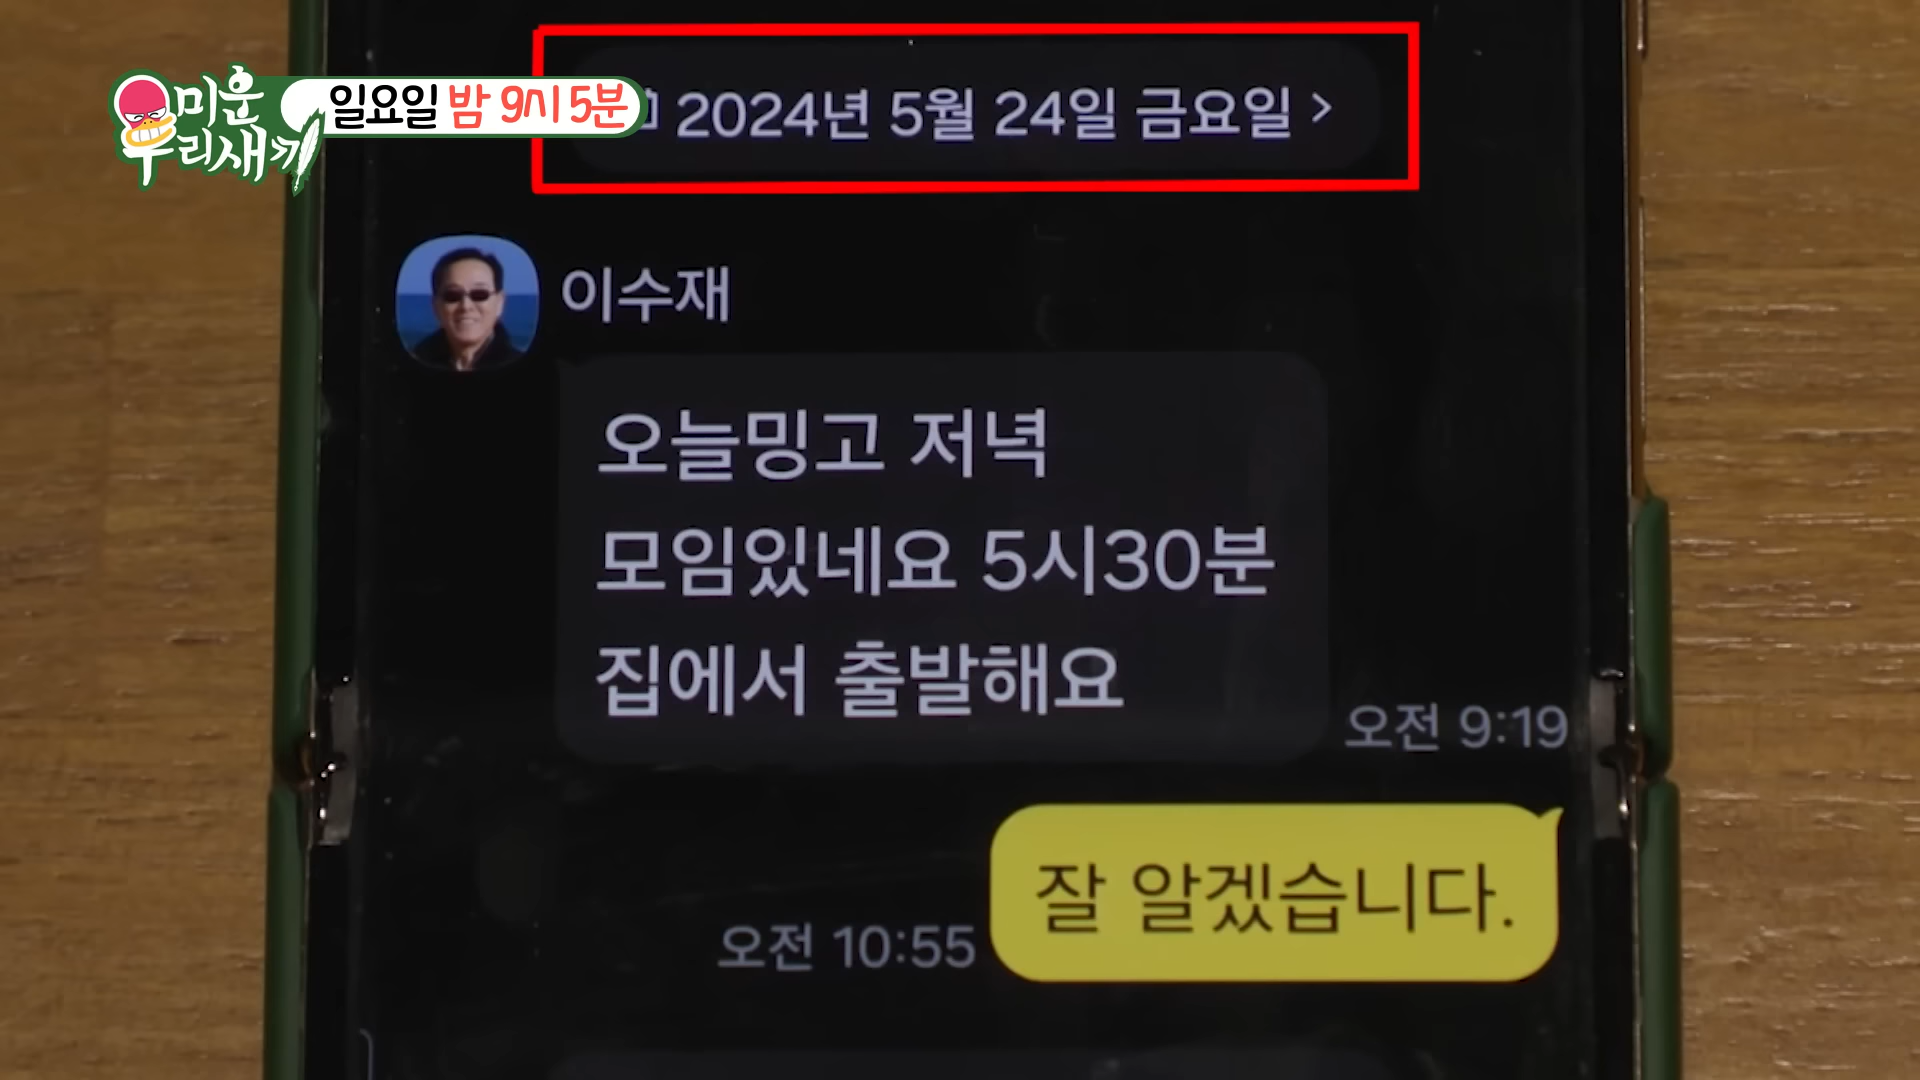 미운
우리새끼
일요일 밤 9시 5분
2024년 5월 24일 금요일 >
이수재
오늘밍고 저녁
모임있네요 5시30분
집에서 출발해요
오전 9:19
잘 알겠습니다.
오전 10:55